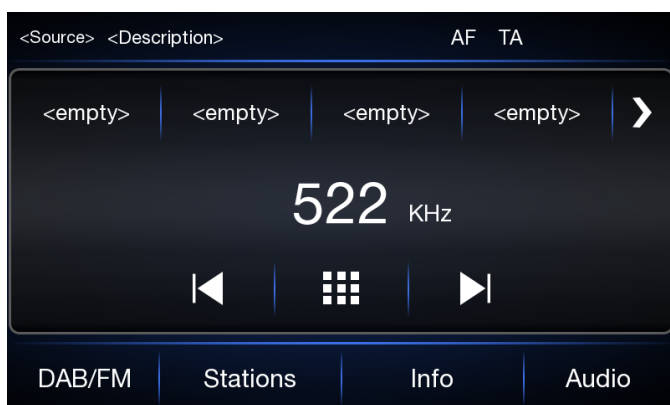 <Source> <Description> AF TA
<empty> <empty> <empty> <empty>
522 KHz
DAB/FM Stations Info Audio